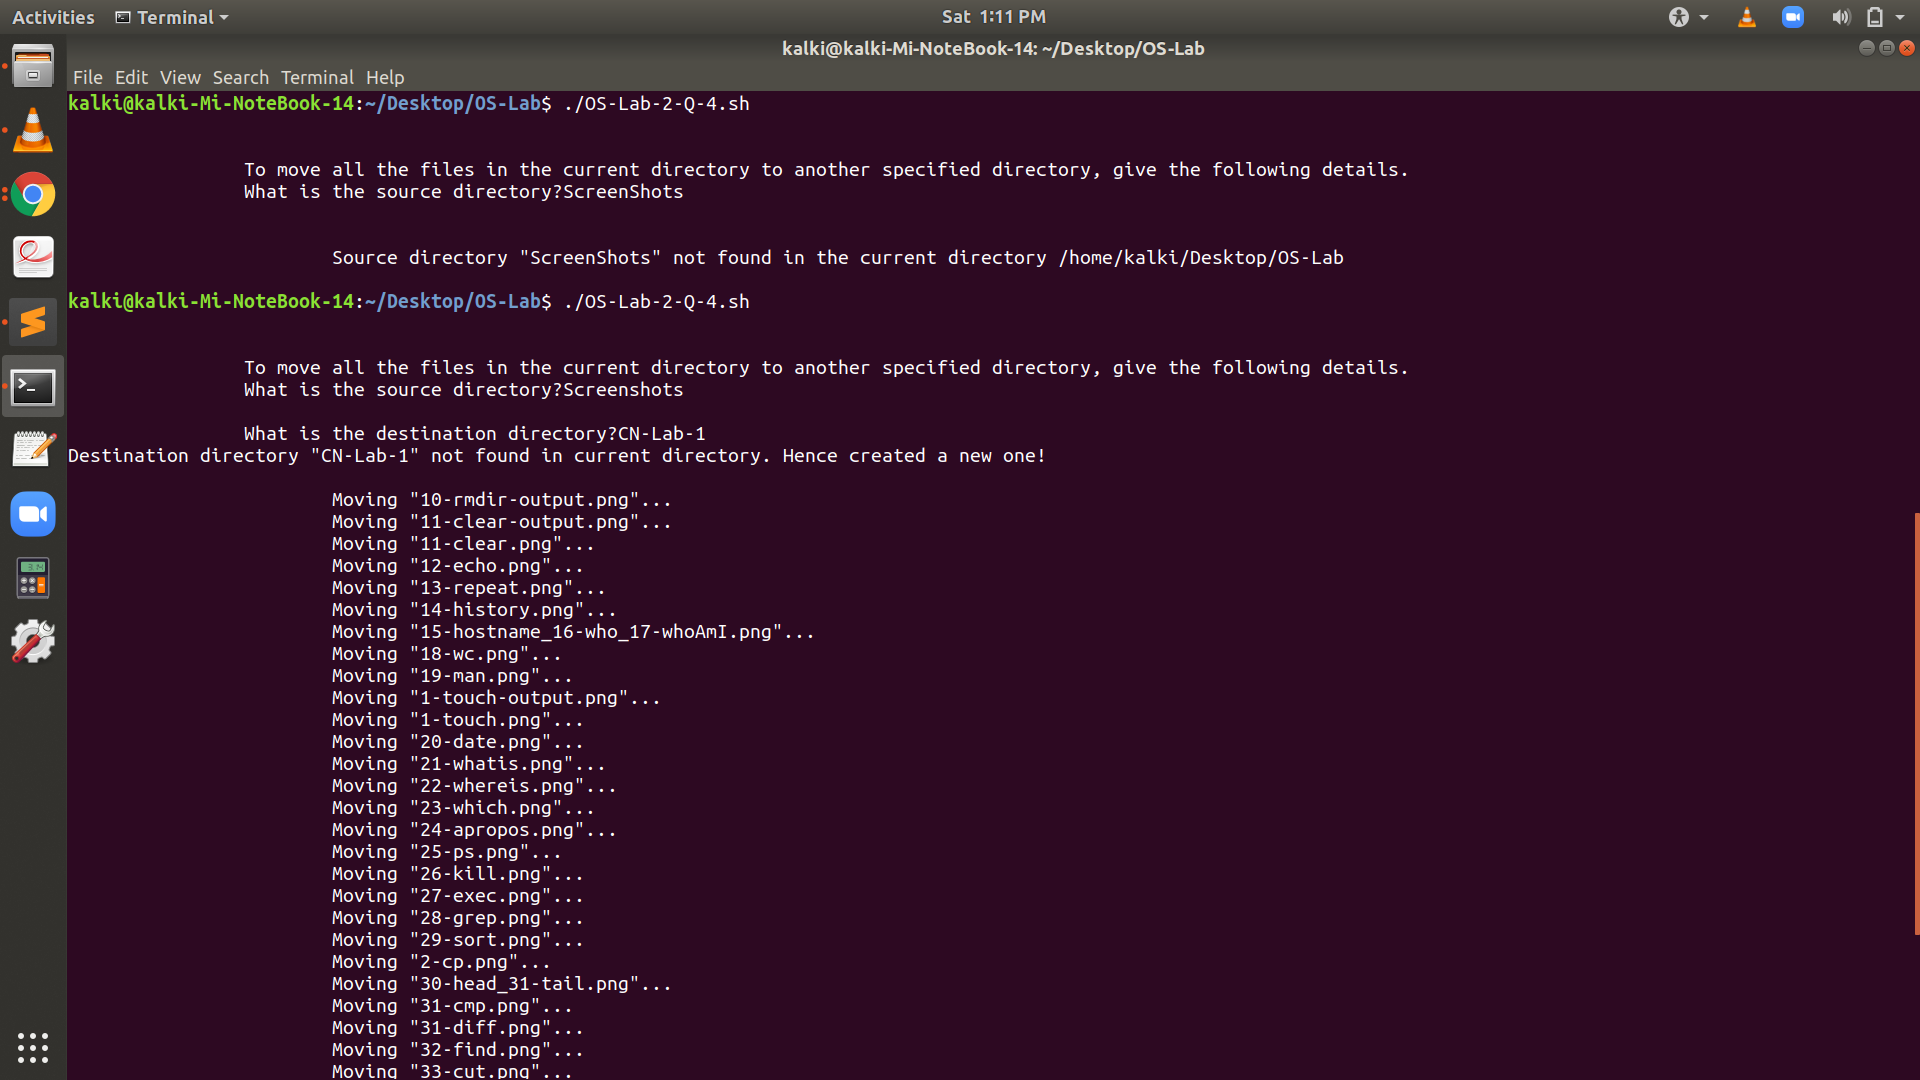 Activities Terminal Sat 1:11 PM
kalki@kalki-Mi-NoteBook-14: ~/Desktop/OS-Lab
File Edit View Search Terminal Help
kalki@kalki-Mi-NoteBook-14:~/Desktop/OS-Lab$ ./OS-Lab-2-Q-4.sh
To move all the files in the current directory to another specified directory, give the following details.
What is the source directory?ScreenShots
Source directory "ScreenShots" not found in the current directory /home/kalki/Desktop/OS-Lab
kalki@kalki-Mi-NoteBook-14:~/Desktop/OS-Lab$ ./OS-Lab-2-Q-4.sh
To move all the files in the current directory to another specified directory, give the following details.
What is the source directory?Screenshots
What is the destination directory?CN-Lab-1
Destination directory "CN-Lab-1" not found in current directory. Hence created a new one!
Moving "10-rmdir-output.png"...
Moving "11-clear-output.png"...
Moving "11-clear.png"...
Moving "12-echo.png"...
Moving "13-repeat.png"...
Moving "14-history.png"...
Moving "15-hostname_16-who_17-whoAmI.png"...
Moving "18-wc.png"...
Moving "19-man.png"...
Moving "1-touch-output.png"...
Moving "1-touch.png"...
Moving "20-date.png"...
Moving "21-whatis.png"...
Moving "22-whereis.png"...
Moving "23-which.png"...
Moving "24-apropos.png"...
Moving "25-ps.png"...
Moving "26-kill.png"...
Moving "27-exec.png"...
Moving "28-grep.png"...
Moving "29-sort.png"...
Moving "2-cp.png"...
Moving "30-head_31-tail.png"...
Moving "31-cmp.png"...
Moving "31-diff.png"...
Moving "32-find.png"...
Moving "33-cut.png"...